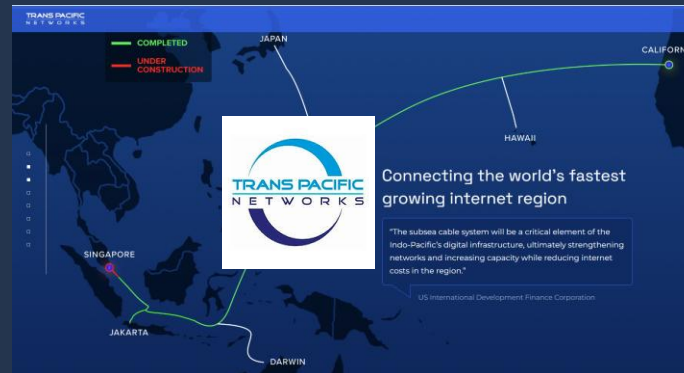 TRANS PACIFIC
NETWORKS
COMPLETED
UNDER
CONSTRUCTION
JAPAN
CALIFORN
HAWAII
TRANS PACIFIC
NETWORKS
Connecting the world's fastest
growing internet region
"The subsea cable system will be a critical element of the
Indo-Pacific's digital infrastructure, ultimately strengthening
networks and increasing capacity while reducing internet
costs in the region."
US International Development Finance Corporation
SINGAPORE
JAKARTA
DARWIN